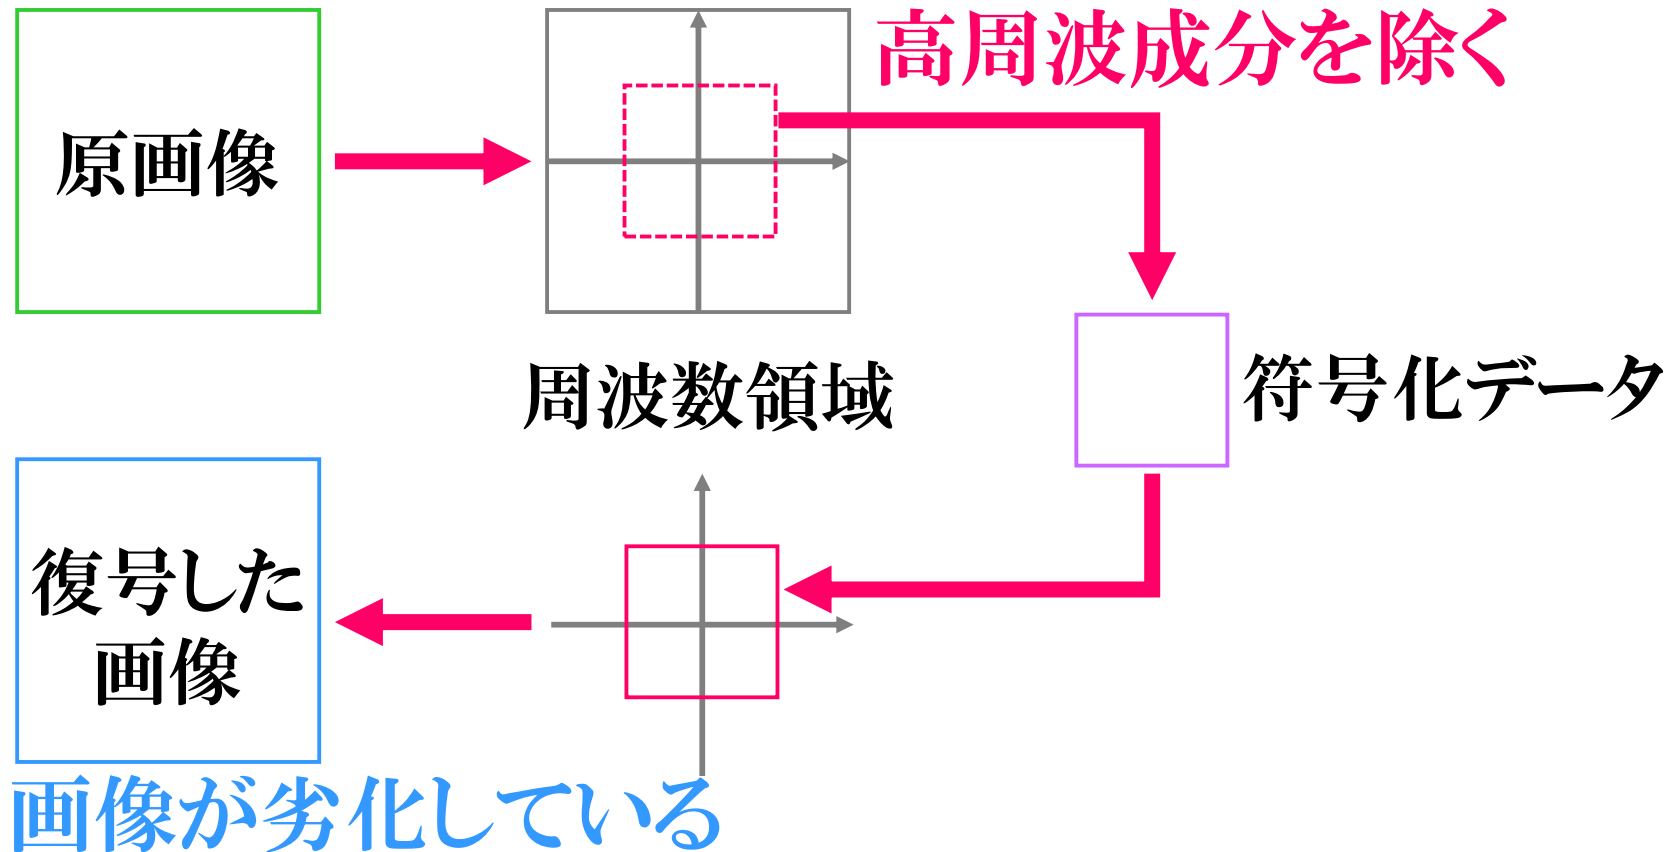 高周波成分を除く
原画像
周波数領域
符号化データ
復号した
画像
画像が劣化している